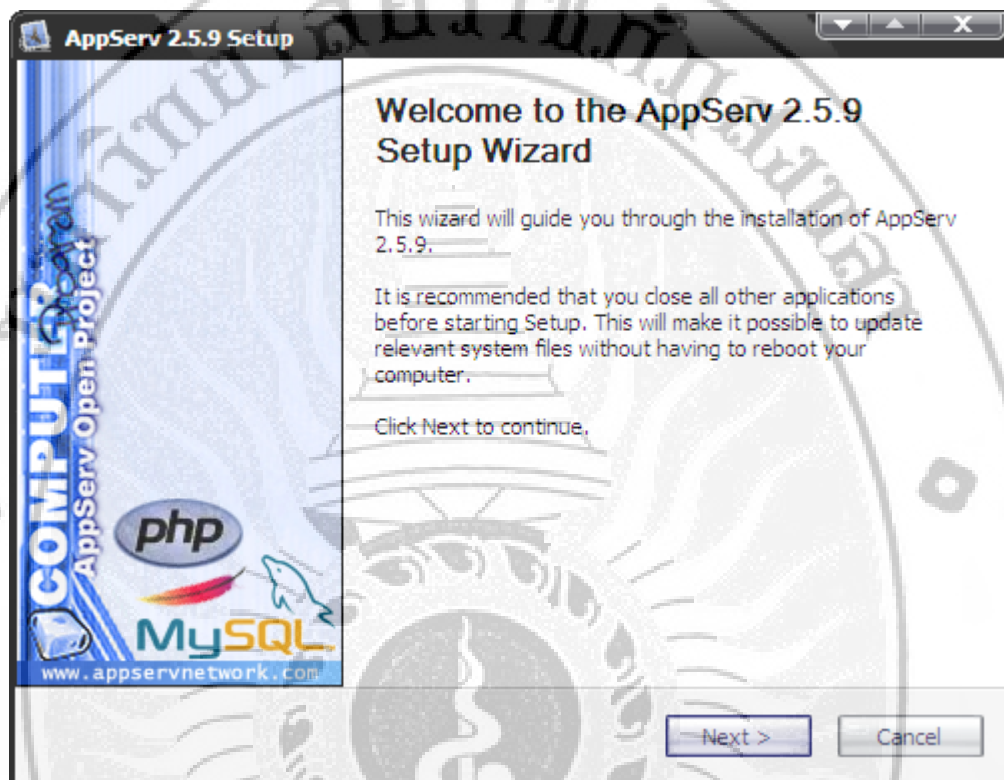 AppServ 2.5.9 Setup
Welcome to the AppServ 2.5.9
Setup Wizard
This wizard will guide you through the installation of AppServ
2.5.9.
It is recommended that you close all other applications
before starting Setup. This will make it possible to update
relevant system files without having to reboot your
computer.
Click Next to continue.
COMPUTER
Program
AppServ Open Project
php
MySQL
www.appservnetwork.com
Next >
Cancel